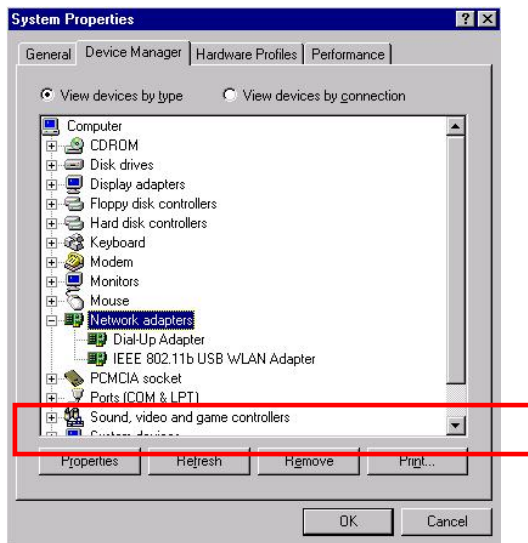 System Properties
General Device Manager Hardware Profiles Performance
View devices by type View devices by connection
Computer
CDROM
Disk drives
Display adapters
Floppy disk controllers
Hard disk controllers
Keyboard
Modem
Monitors
Mouse
Network adapters
Dial-Up Adapter
IEEE 802.11b USB WLAN Adapter
PCMCIA socket
Ports (COM & LPT)
Sound, video and game controllers
System devices
Properties Refresh Remove Print...
OK Cancel